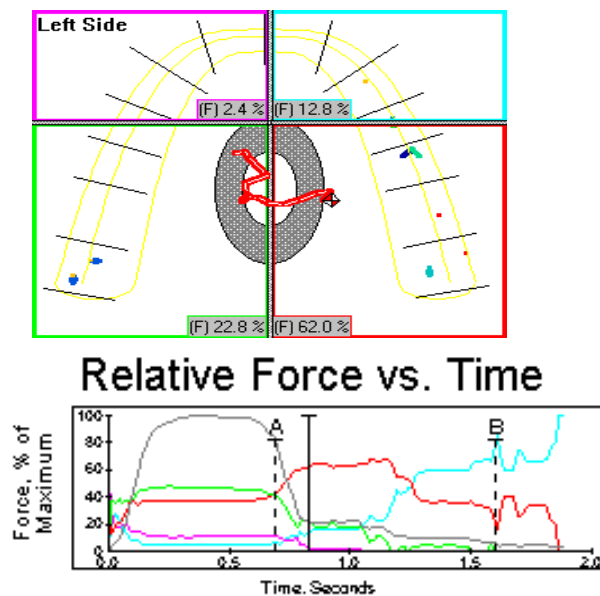 Left Side
(F) 2.4 %
(F) 12.8 %
(F) 22.8 %
(F) 62.0 %
Relative Force vs. Time
Force, % of
Maximum
100
80
60
40
20
0
A
B
0.0
0.5
1.0
1.5
2.0
Time, Seconds